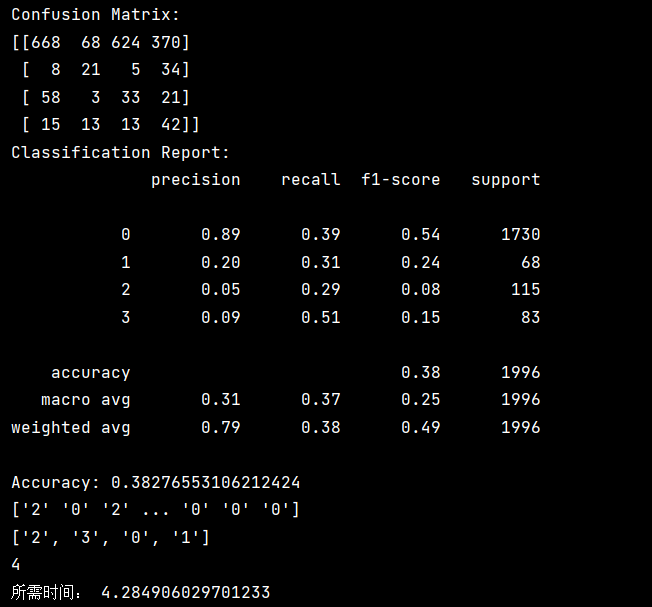 Confusion Matrix:
[[668  68 624 370]
 [  8  21   5  34]
 [ 58   3  33  21]
 [ 15  13  13  42]]
Classification Report:
              precision    recall  f1-score   support

           0       0.89      0.39      0.54      1730
           1       0.20      0.31      0.24        68
           2       0.05      0.29      0.08       115
           3       0.09      0.51      0.15        83

    accuracy                           0.38      1996
   macro avg       0.31      0.37      0.25      1996
weighted avg       0.79      0.38      0.49      1996

Accuracy: 0.38276553106212424
['2' '0' '2' ... '0' '0' '0']
['2', '3', '0', '1']
4
所需时间： 4.284906029701233